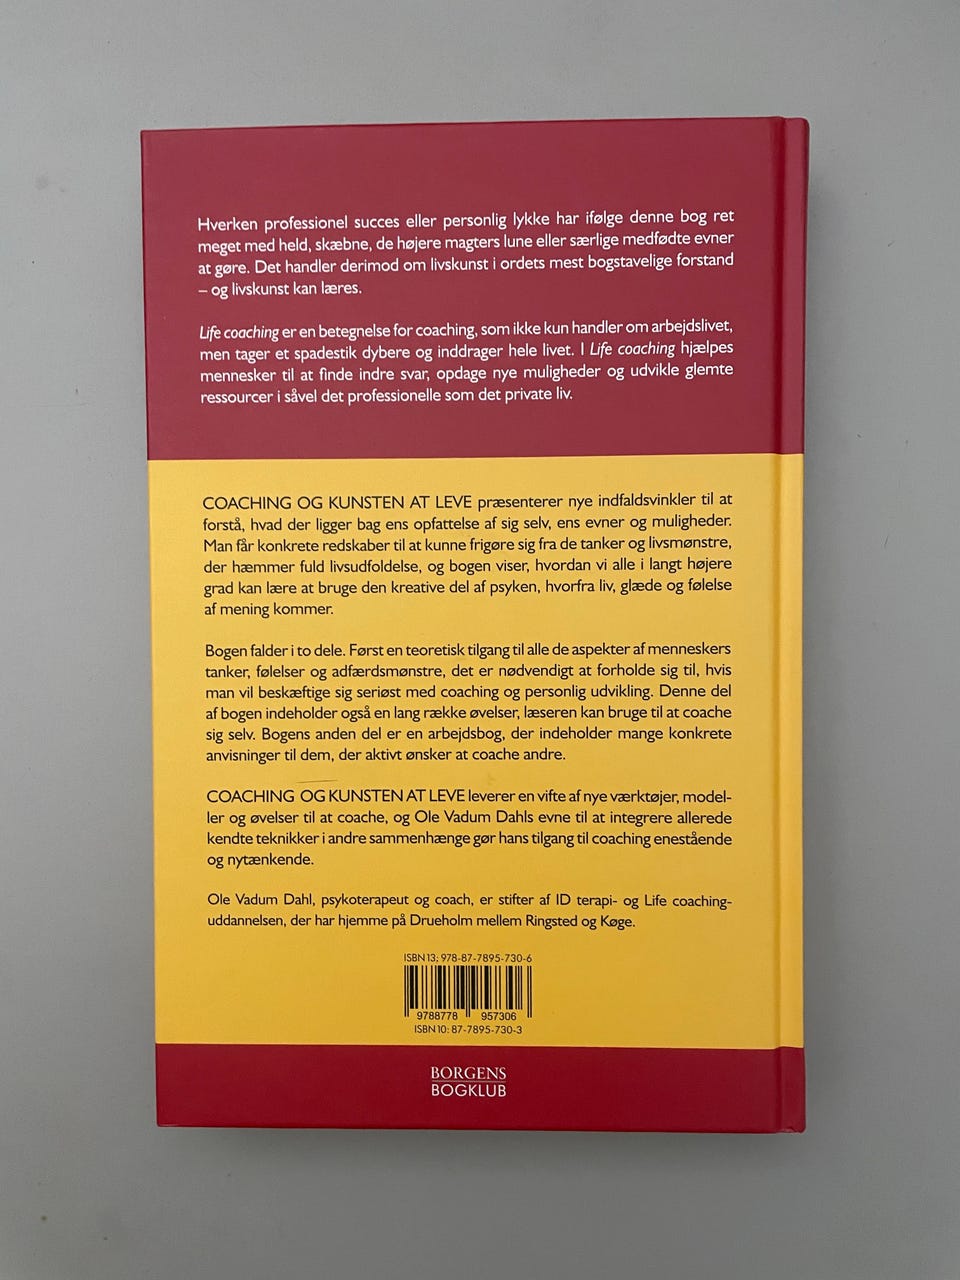 Hverken professionel succes eller personlig lykke har ifølge denne bog ret
meget med held, skæbne, de højere magters lune eller særlige medfødte evner
at gøre. Det handler derimod om livskunst i ordets mest bogstavelige forstand
– og livskunst kan læres.
Life coaching er en betegnelse for coaching, som ikke kun handler om arbejdslivet,
men tager et spadestik dybere og inddrager hele livet. I Life coaching hjælpes
mennesker til at finde indre svar, opdage nye muligheder og udvikle glemte
ressourcer i såvel det professionelle som det private liv.
COACHING OG KUNSTEN AT LEVE præsenterer nye indfaldsvinkler til at
forstå, hvad der ligger bag ens opfattelse af sig selv, ens evner og muligheder.
Man får konkrete redskaber til at kunne frigøre sig fra de tanker og livsmønstre,
der hæmmer fuld livsudfoldelse, og bogen viser, hvordan vi alle i langt højere
grad kan lære at bruge den kreative del af psyken, hvorfra liv, glæde og følelse
af mening kommer.
Bogen falder i to dele. Først en teoretisk tilgang til alle de aspekter af menneskers
tanker, følelser og adfærdsmønstre, det er nødvendigt at forholde sig til, hvis
man vil beskæftige sig seriøst med coaching og personlig udvikling. Denne del
af bogen indeholder også en lang række øvelser, læseren kan bruge til at coache
sig selv. Bogens anden del er en arbejdsbog, der indeholder mange konkrete
anvisninger til dem, der aktivt ønsker at coache andre.
COACHING OG KUNSTEN AT LEVE leverer en vifte af nye værktøjer, model-
ler og øvelser til at coache, og Ole Vadum Dahls evne til at integrere allerede
kendte teknikker i andre sammenhænge gør hans tilgang til coaching enestående
og nytænkende.
Ole Vadum Dahl, psykoterapeut og coach, er stifter af ID terapi- og Life coaching-
uddannelsen, der har hjemme på Drueholm mellem Ringsted og Køge.
ISBN 13; 978-87-7895-730-6
9788778 957306
ISBN 10: 87-7895-730-3
BORGENS
BOGKLUB